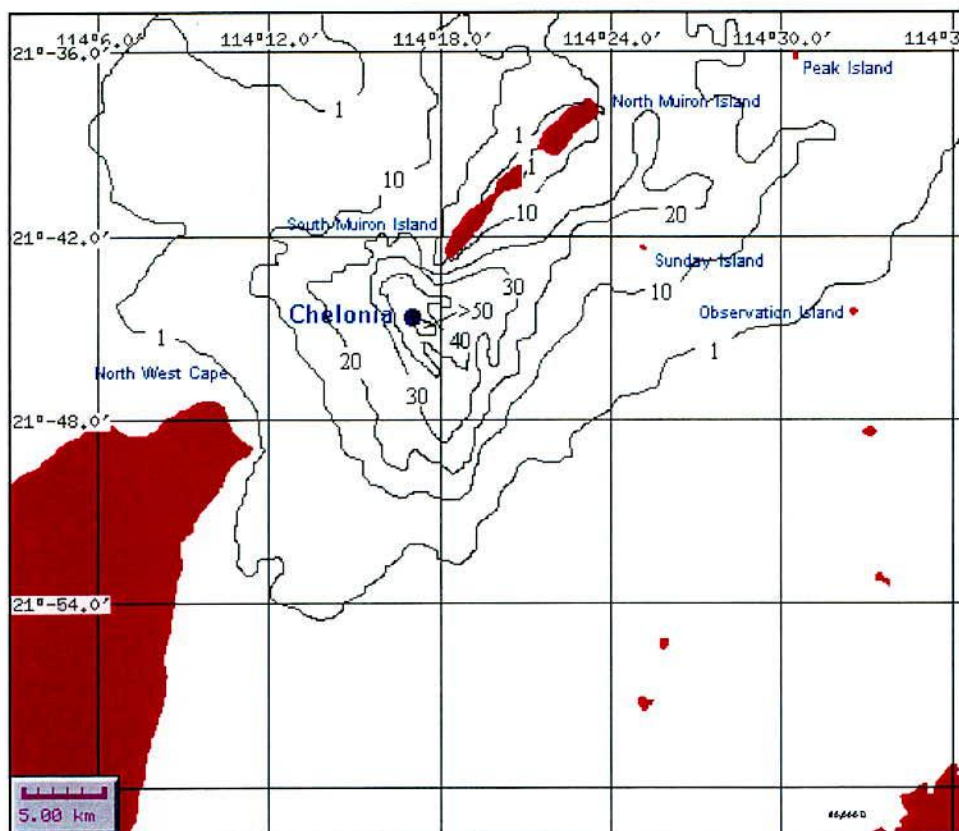 114°6.0' 114°12.0' 114°18.0' 114°24.0' 114°30.0' 114°3
21°-36.0'
Peak Island
North Muiron Island
1
1
1
10
South Muiron Island
10
20
21°-42.0'
Sunday Island
30
10
Chelonia
>50
Observation Island
1
40
1
20
North West Cape
30
21°-48.0'
21°-54.0'
5.00 km